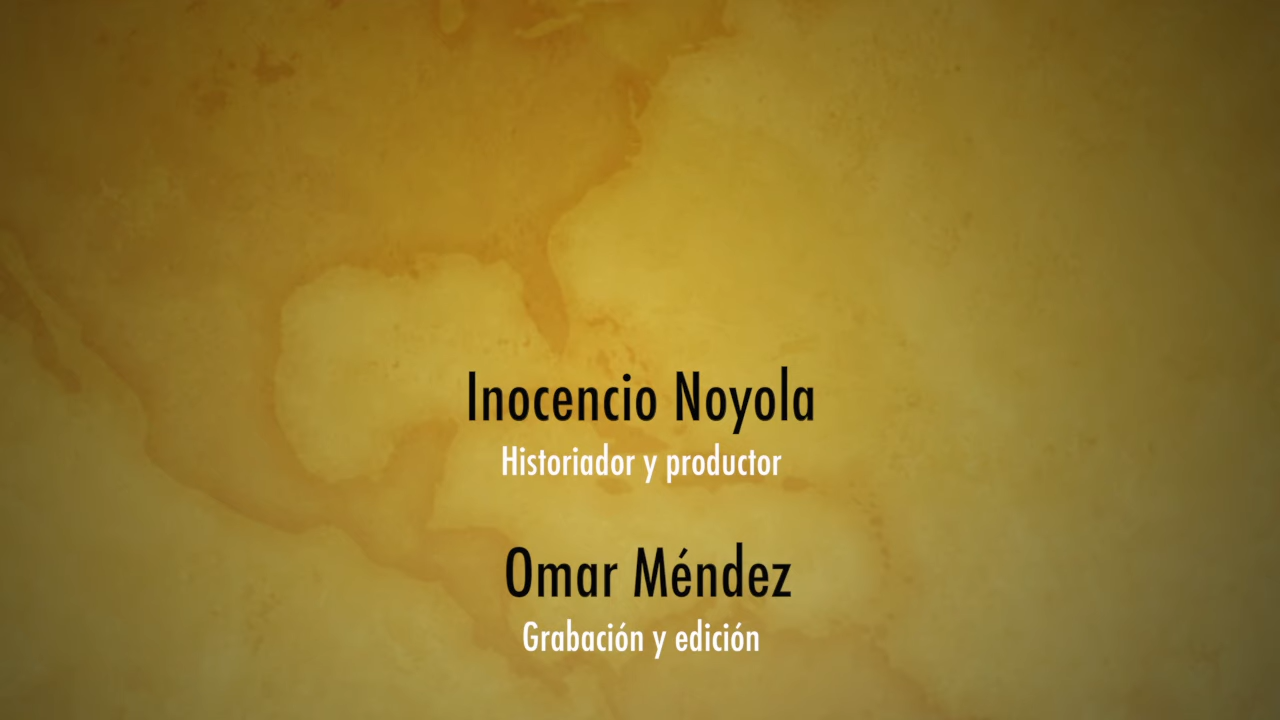 Inocencio Noyola
Historiador y productor
Omar Méndez
Grabación y edición